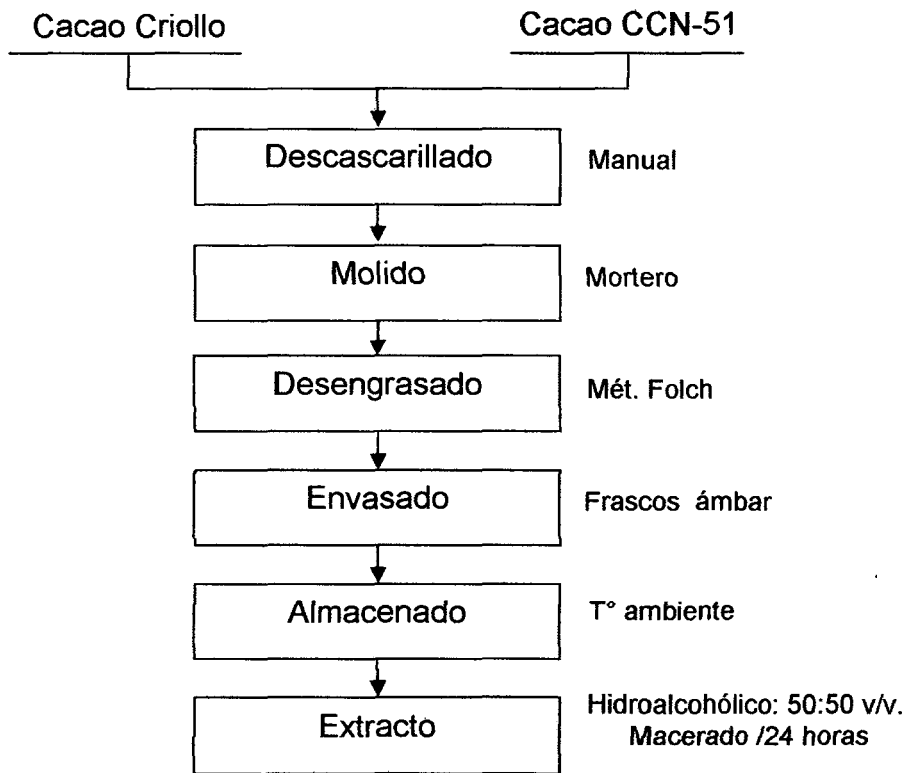 Cacao Criollo
Cacao CCN-51
Descascarillado
Manual
Molido
Mortero
Desengrasado
Mét. Folch
Envasado
Frascos ámbar
Almacenado
T° ambiente
Extracto
Hidroalcohólico: 50:50 v/v.
Macerado /24 horas